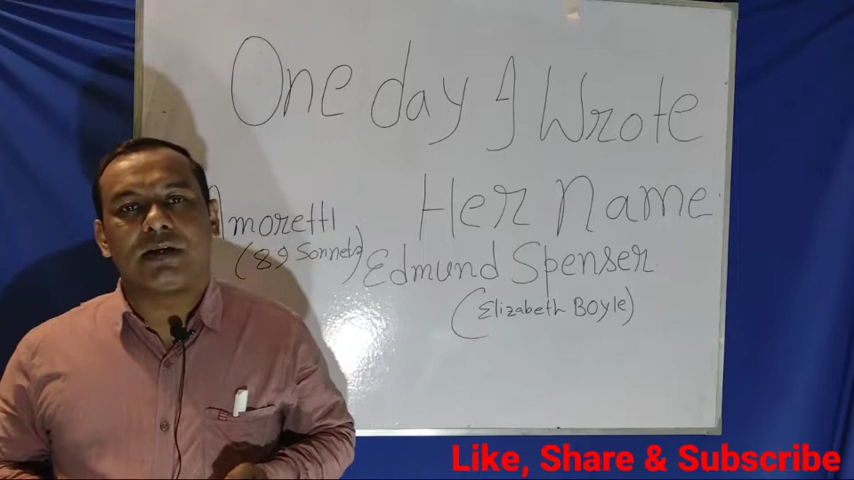 One day I Wrote
Her Name
Amoretti
(89 Sonnets)
Edmund Spenser
(Elizabeth Boyle)
Like, Share & Subscribe